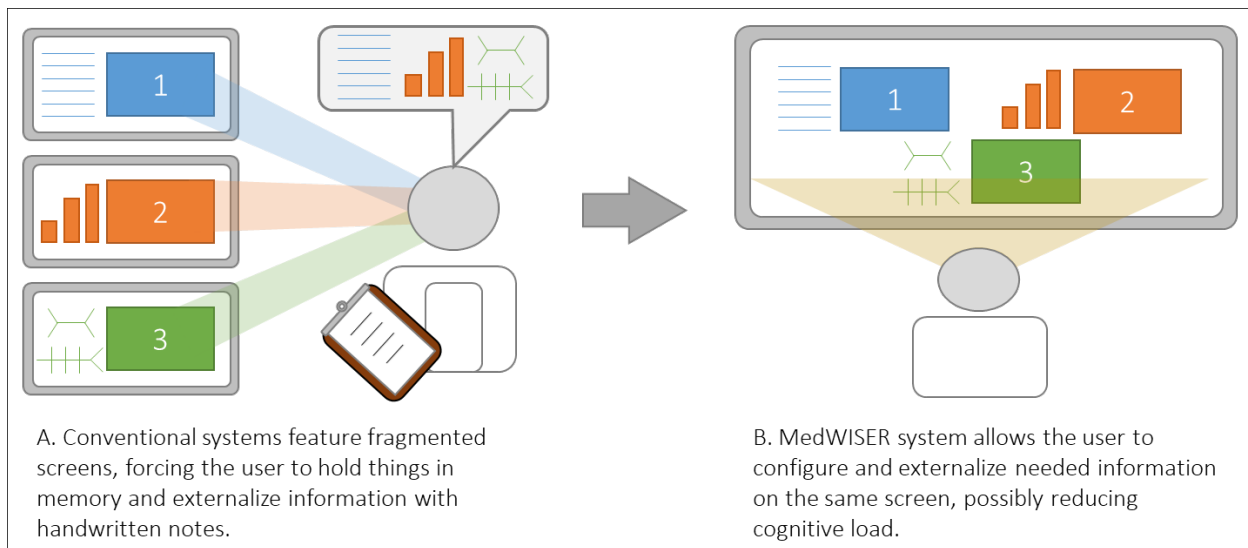 1
2
3
1
2
3
A. Conventional systems feature fragmented
screens, forcing the user to hold things in
memory and externalize information with
handwritten notes.
B. MedWISER system allows the user to
configure and externalize needed information
on the same screen, possibly reducing
cognitive load.